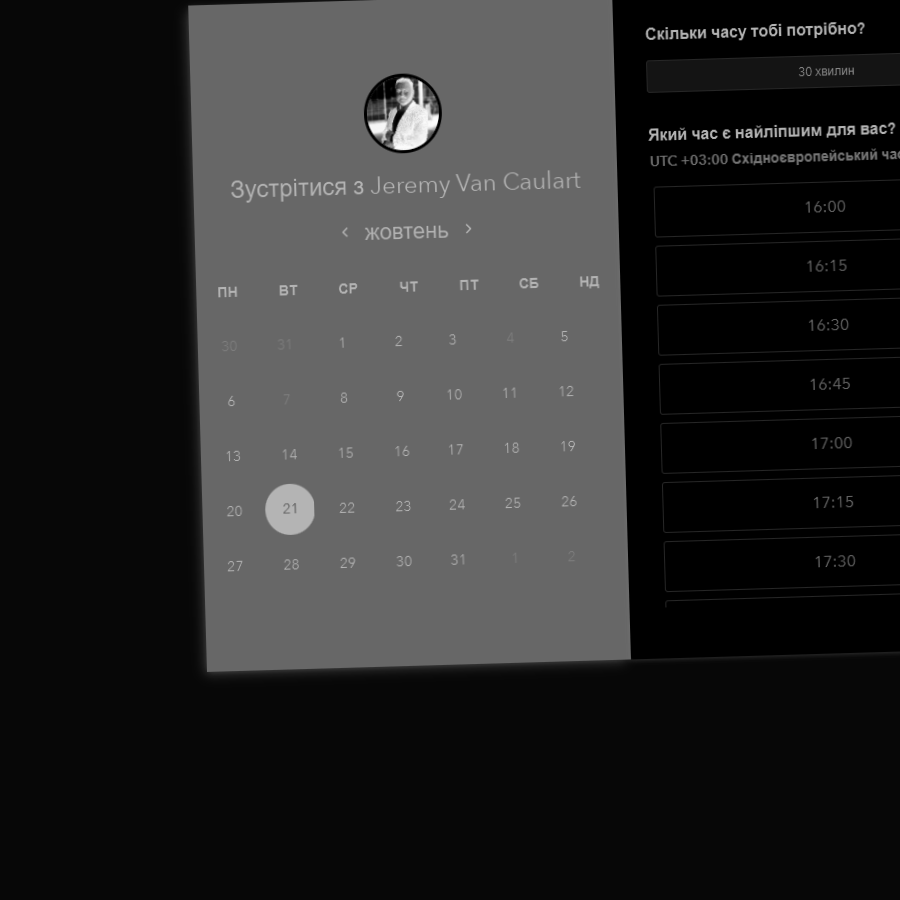 Зустрітися з Jeremy Van Caulart
‹ жовтень ›
ПН ВТ СР ЧТ ПТ СБ НД
30 31 1 2 3 4 5
6 7 8 9 10 11 12
13 14 15 16 17 18 19
20 21 22 23 24 25 26
27 28 29 30 31 1 2
Скільки часу тобі потрібно?
30 хвилин
Який час є найліпшим для вас?
UTC +03:00 Східноєвропейський
16:00
16:15
16:30
16:45
17:00
17:15
17:30